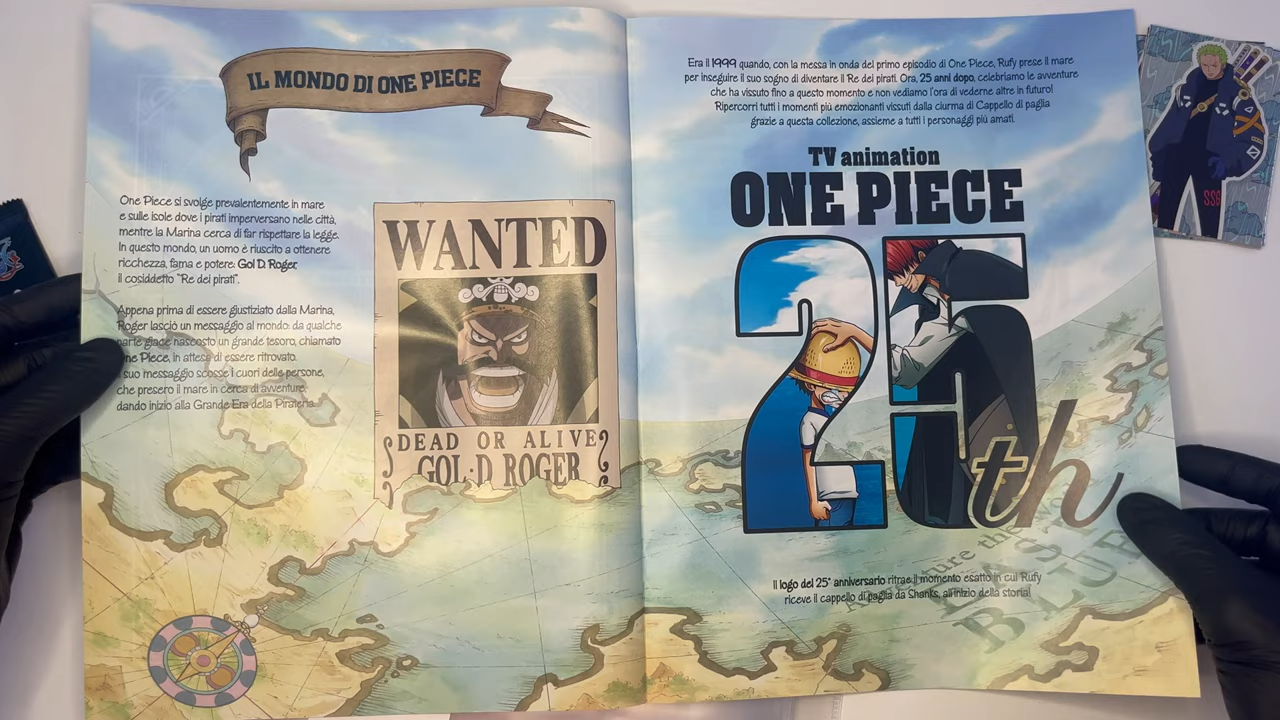 IL MONDO DI ONE PIECE
One Piece si svolge prevalentemente in mare
e sulle isole dove i pirati imperversano nelle città,
mentre la Marina cerca di far rispettare la legge.
In questo mondo, un uomo è riuscito a ottenere
ricchezza, fama e potere: Gol D. Roger,
il cosiddetto "Re dei pirati".
Appena prima di essere giustiziato dalla Marina,
Roger lasciò un messaggio al mondo: da qualche
parte giace nascosto un grande tesoro, chiamato
ne Piece, in attesa di essere ritrovato.
suo messaggio scosse i cuori delle persone,
che presero il mare in cerca di avventure,
dando inizio alla Grande Era della Pirateria.
WANTED
DEAD OR ALIVE
GOL·D·ROGER
Era il 1999 quando, con la messa in onda del primo episodio di One Piece, Rufy prese il mare
per inseguire il suo sogno di diventare il Re dei pirati. Ora, 25 anni dopo, celebriamo le avventure
che ha vissuto fino a questo momento e non vediamo l'ora di vederne altre in futuro!
Ripercorri tutti i momenti più emozionanti vissuti dalla ciurma di Cappello di paglia
grazie a questa collezione, assieme a tutti i personaggi più amati.
TV animation
ONE PIECE
25th
Adventure the
EAST
BLUE
Il logo del 25° anniversario ritrae il momento esatto in cui Rufy
riceve il cappello di paglia da Shanks, all'inizio della storia!
SSG